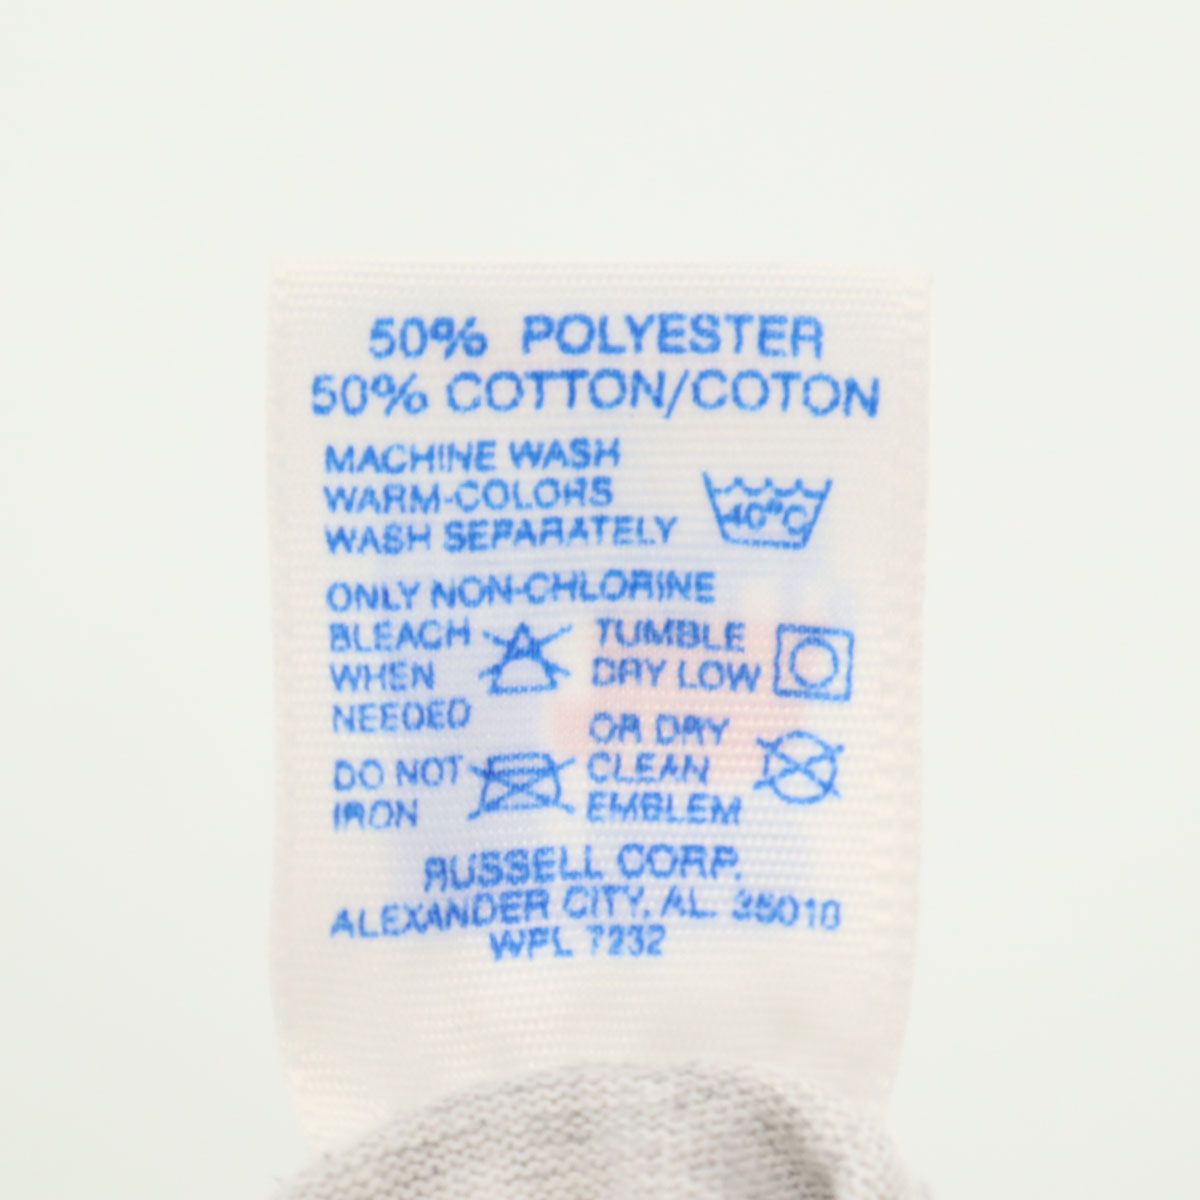 50% POLYESTER
50% COTTON/COTON
MACHINE WASH
WARM-COLORS
WASH SEPARATELY
40°C
ONLY NON-CHLORINE
BLEACH
WHEN
NEEDED
TUMBLE
DRY LOW
DO NOT
IRON
OR DRY
CLEAN
EMBLEM
RUSSELL CORP.
ALEXANDER CITY, AL. 35010
WPL 7232